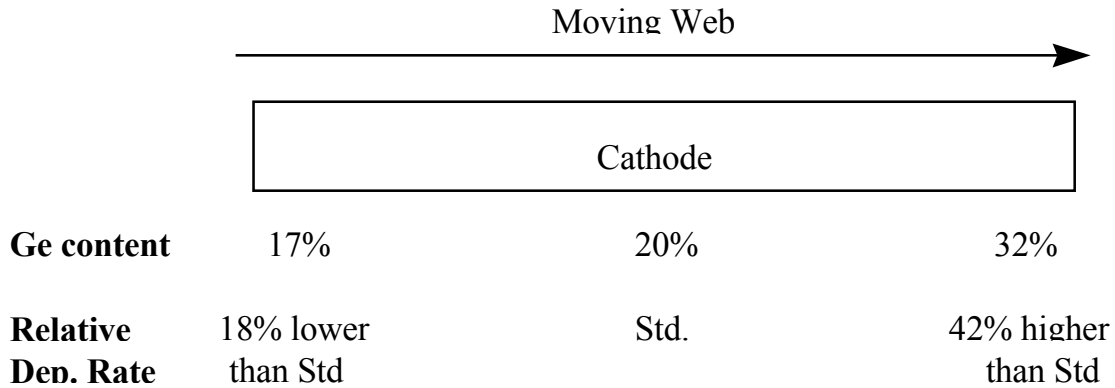 Moving Web
Cathode
Ge content 17% 20% 32%
Relative 18% lower Std. 42% higher
Dep. Rate than Std than Std